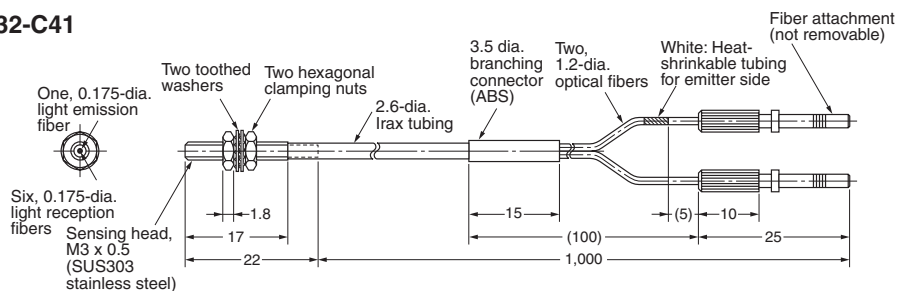 32-C41
Fiber attachment
(not removable)
3.5 dia.
branching
connector
(ABS)
Two,
1.2-dia.
optical fibers
White: Heat-
shrinkable tubing
for emitter side
Two toothed
washers
Two hexagonal
clamping nuts
One, 0.175-dia.
light emission
fiber
2.6-dia.
Irax tubing
Six, 0.175-dia.
light reception
fibers
Sensing head,
M3 x 0.5
(SUS303
stainless steel)
1.8
15
(5)
10
17
(100)
25
22
1,000